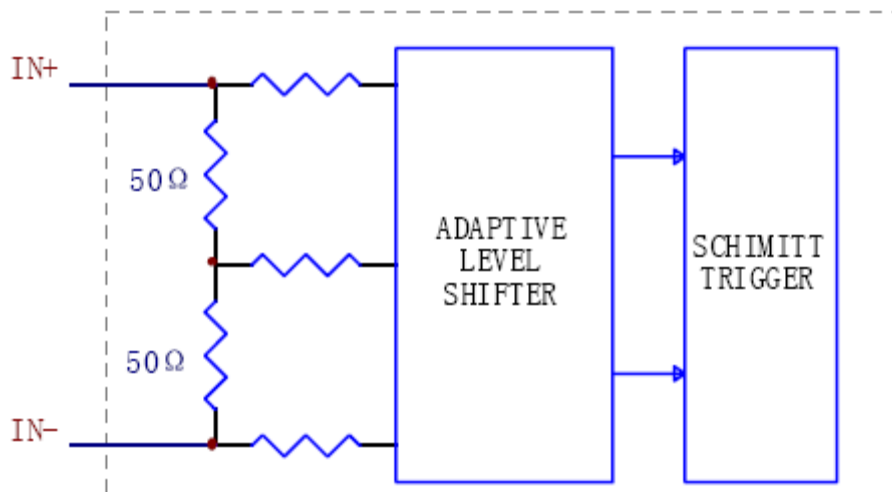 IN+
50Ω
ADAPTIVE
LEVEL
SHIFTER
SCHIMITT
TRIGGER
50Ω
IN-